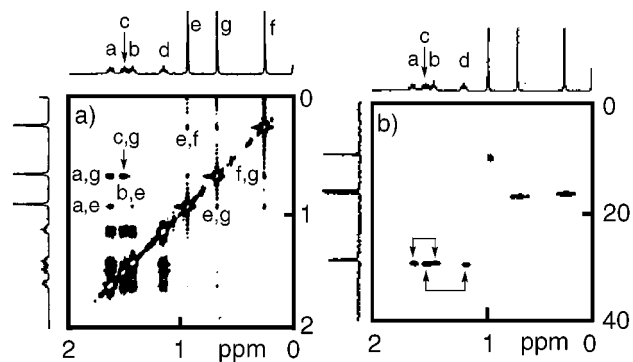 c
a b d e g f
a) 0
c,g e,f
a,g b,e f,g
a,e e,g 1
2
2 1 ppm 0
c
a b d
b) 0
20
40
2 1 ppm 0